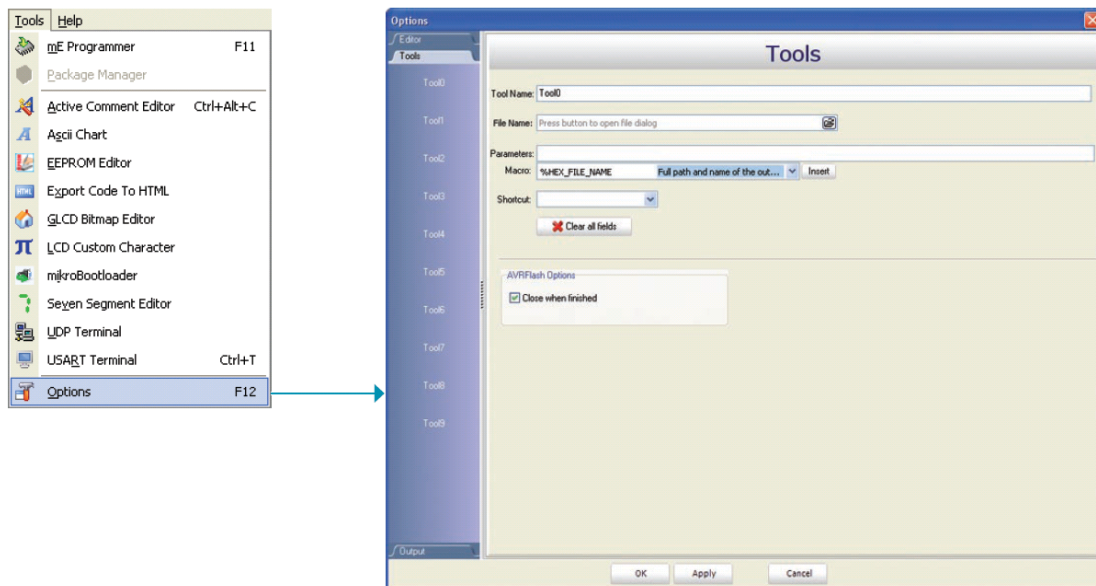 Tools Help
mE Programmer F11
Package Manager
Active Comment Editor Ctrl+Alt+C
Ascii Chart
EEPROM Editor
Export Code To HTML
GLCD Bitmap Editor
LCD Custom Character
mikroBootloader
Seven Segment Editor
UDP Terminal
USART Terminal Ctrl+T
Options F12
Options
Editor
Tools
Tool0
Tool1
Tool2
Tool3
Tool4
Tool5
Tool6
Tool7
Tool8
Tool9
Output
Tools
Tool Name: Tool0
File Name: Press button to open file dialog
Parameters:
Macro: %HEX_FILE_NAME Full path and name of the out... Insert
Shortcut:
Clear all fields
AVRFlash Options
Close when finished
OK Apply Cancel